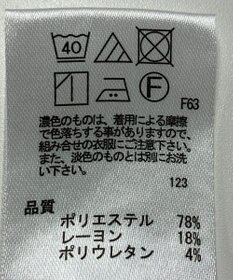 40
F
F63
濃色のものは、着用による摩擦
で色落ちする事がありますので、
組み合せの衣服にご注意下さい。
また、淡色のものとは別にお洗
い下さい。
123
品質
ポリエステル 78%
レーヨン 18%
ポリウレタン 4%